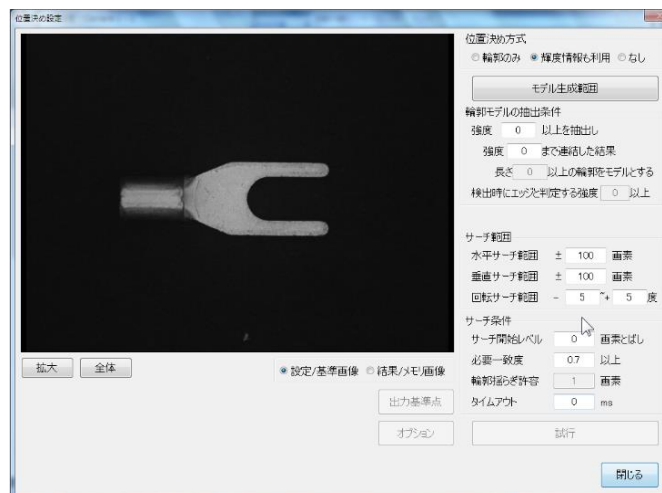 位置決め設定
位置決め方式
輪郭のみ 輝度情報も利用 なし
モデル生成範囲
輪郭モデルの抽出条件
強度 0 以上を抽出し
強度 0 まで連結した結果
長さ 0 以上の輪郭をモデルとする
検出時にエッジと判定する強度 0 以上
サーチ範囲
水平サーチ範囲 ± 100 画素
垂直サーチ範囲 ± 100 画素
回転サーチ範囲 - 5 ~+ 5 度
サーチ条件
サーチ開始レベル 0 画素とばし
必要一致度 0.7 以上
輪郭揺らぎ許容 1 画素
タイムアウト 0 ms
拡大 全体 設定/基準画像 結果/メモリ画像
出力基準点
オプション 試行
閉じる